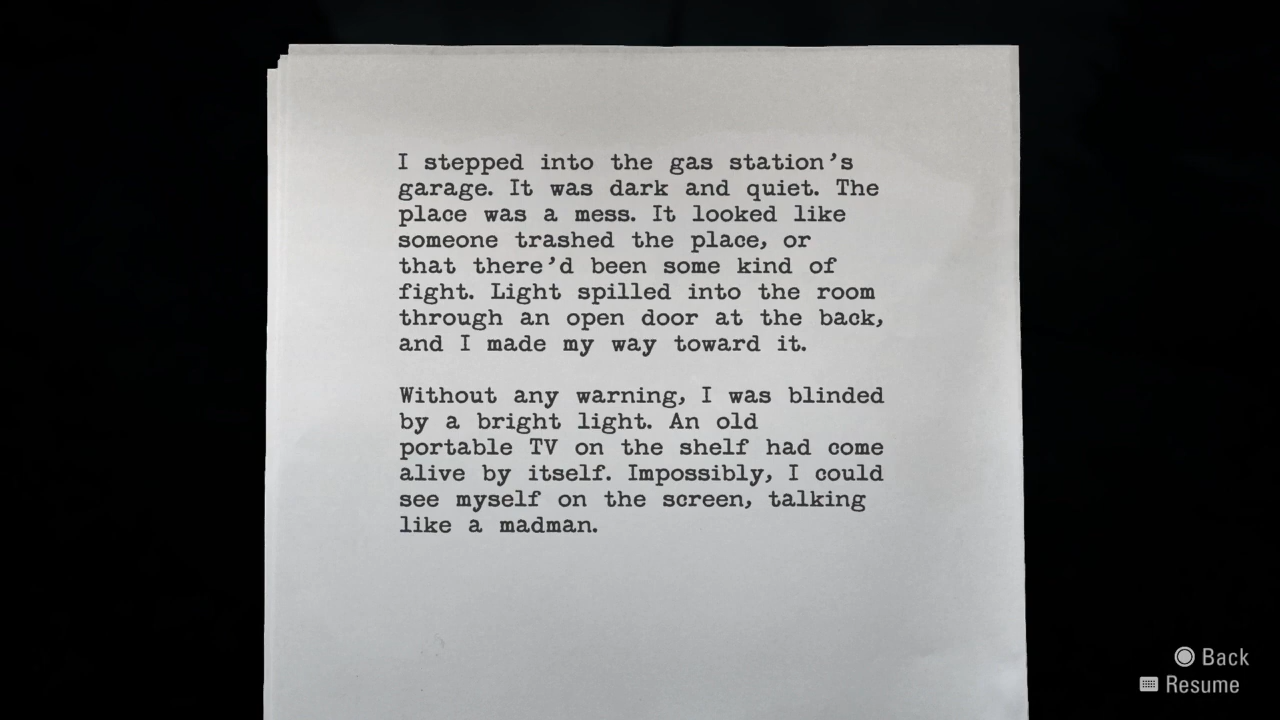 I stepped into the gas station’s
garage. It was dark and quiet. The
place was a mess. It looked like
someone trashed the place, or
that there’d been some kind of
fight. Light spilled into the room
through an open door at the back,
and I made my way toward it.
Without any warning, I was blinded
by a bright light. An old
portable TV on the shelf had come
alive by itself. Impossibly, I could
see myself on the screen, talking
like a madman.
Back
Resume